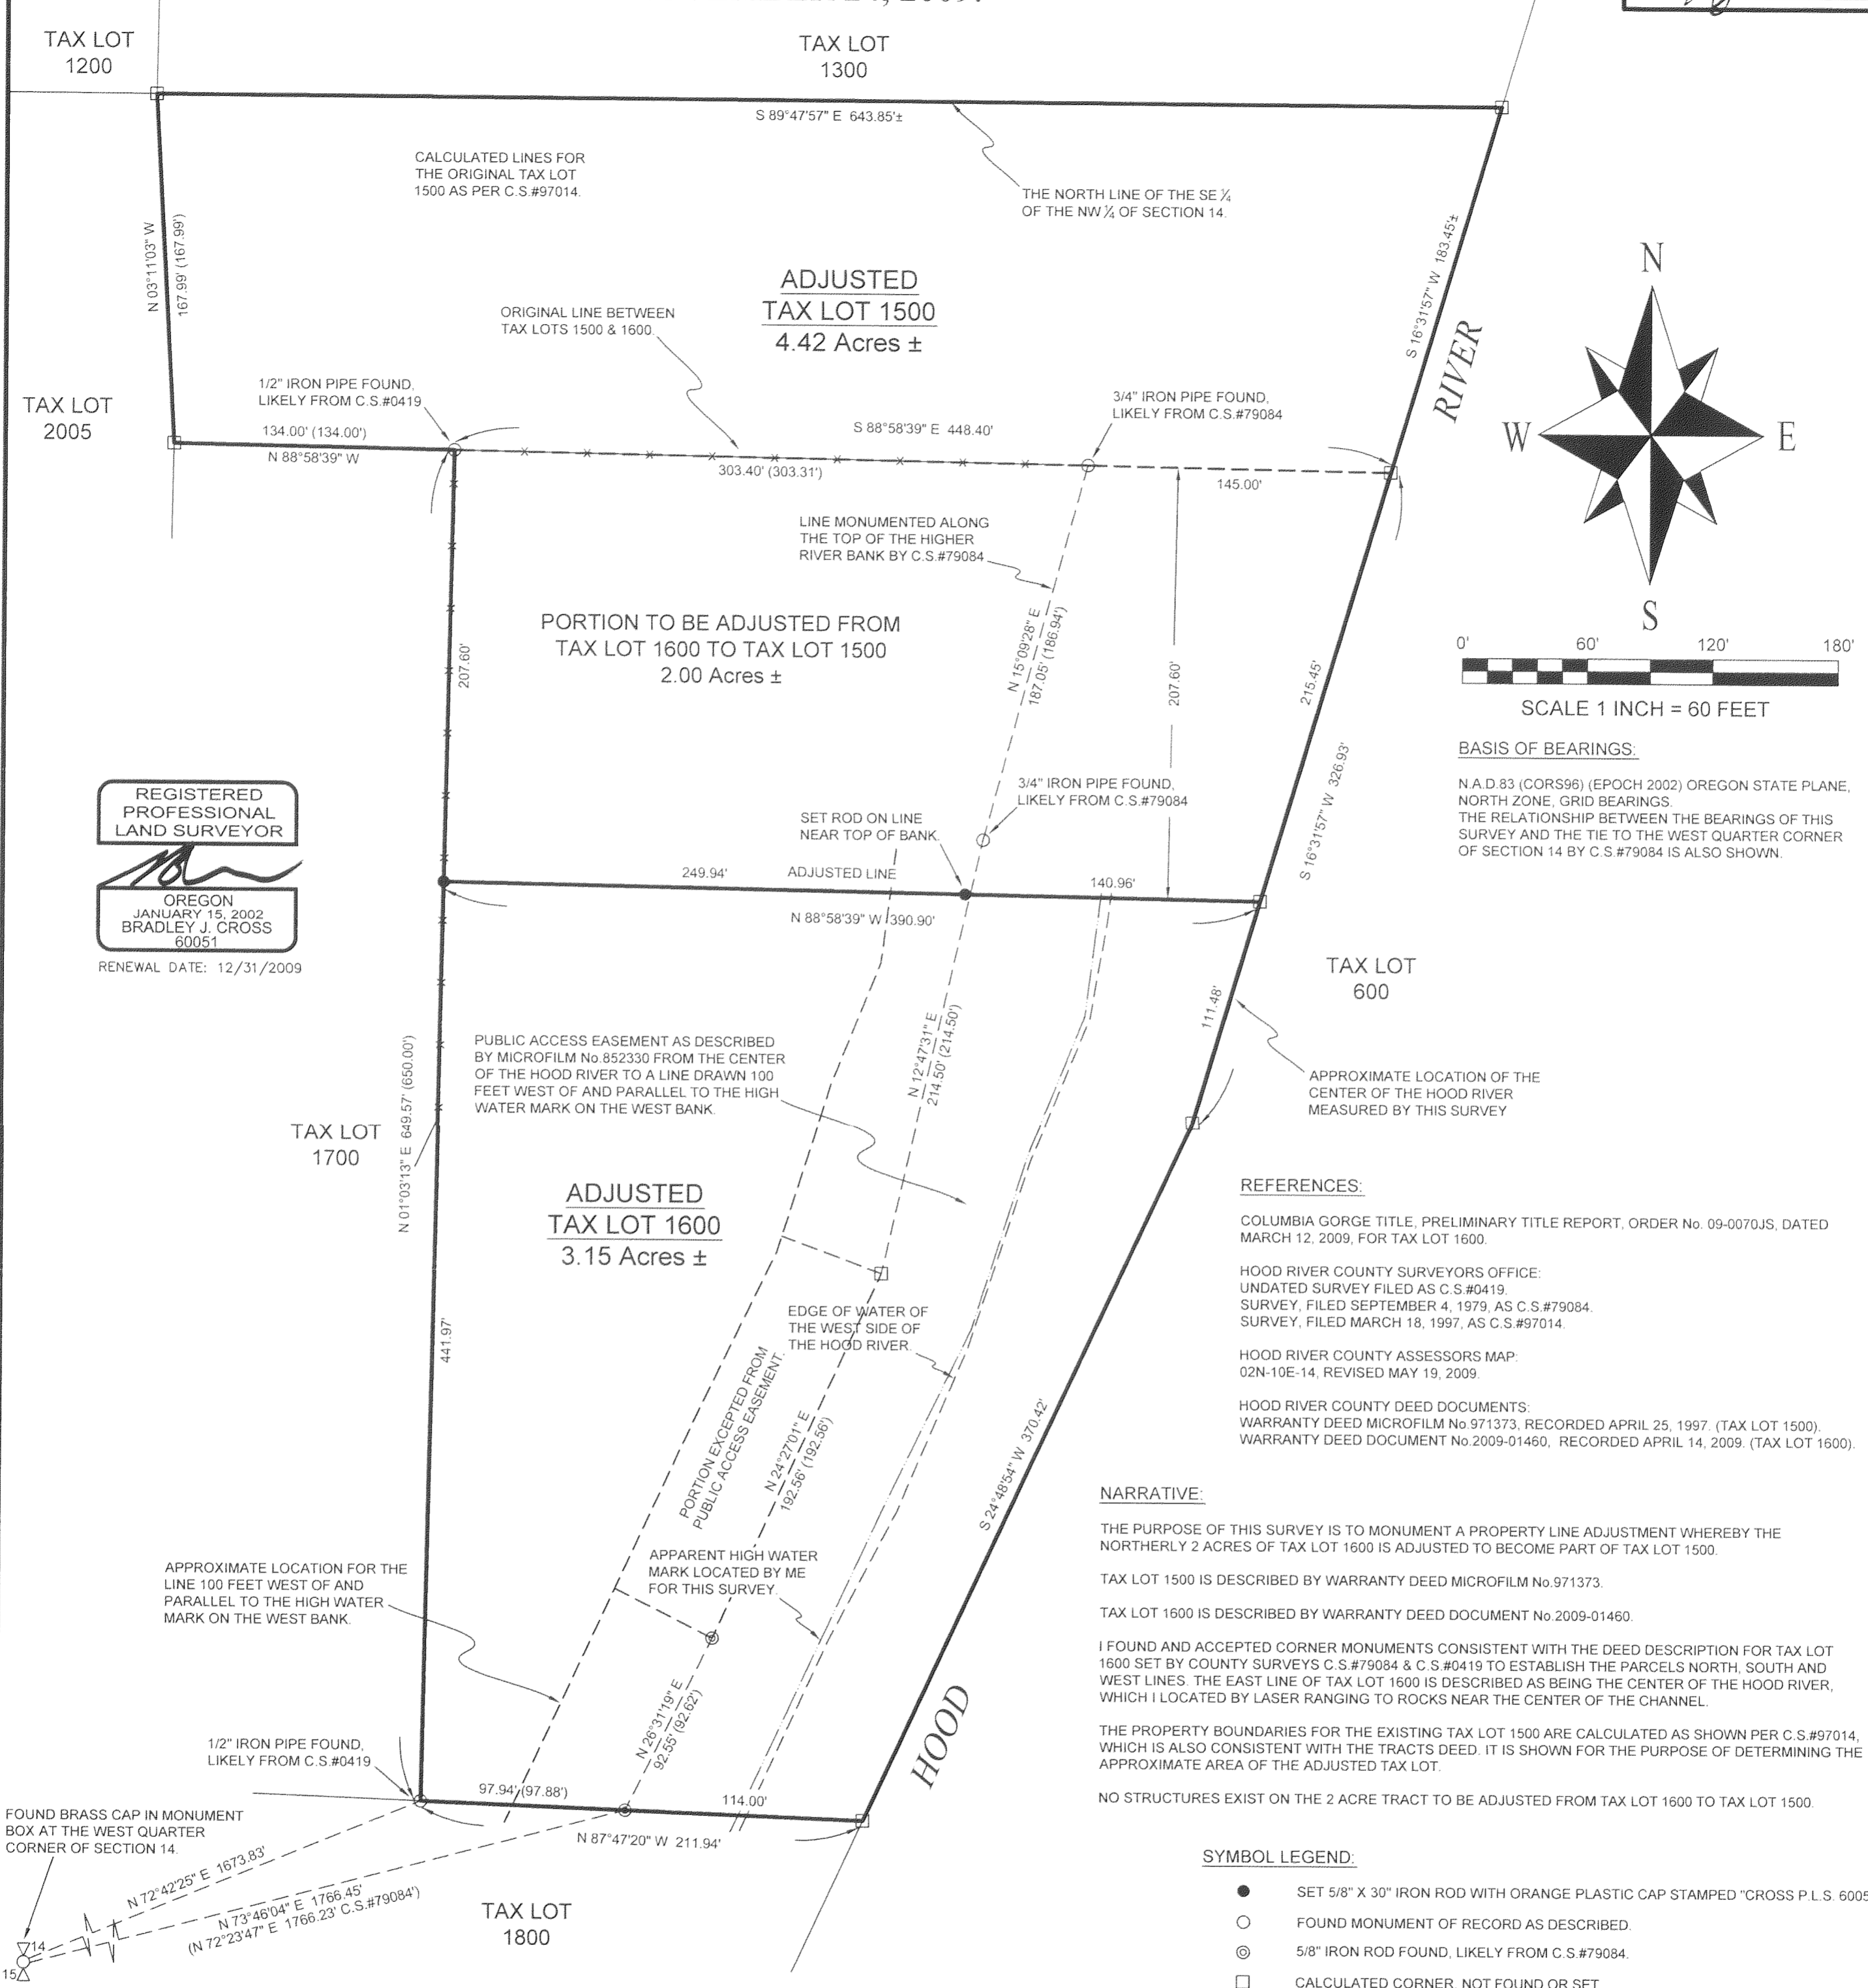 TAX LOT
1200
TAX LOT
1300
S 89°47'57" E 643.85'±
CALCULATED LINES FOR
THE ORIGINAL TAX LOT
1500 AS PER C.S.#97014.
THE NORTH LINE OF THE SE ¼
OF THE NW ¼ OF SECTION 14.
N 03°11'03" W
167.99' (167.99')
S 16°31'57" W 183.45'±
ADJUSTED
TAX LOT 1500
4.42 Acres ±
ORIGINAL LINE BETWEEN
TAX LOTS 1500 & 1600.
RIVER
N
W
E
S
TAX LOT
2005
1/2" IRON PIPE FOUND,
LIKELY FROM C.S.#0419
3/4" IRON PIPE FOUND,
LIKELY FROM C.S.#79084
134.00' (134.00')
N 88°58'39" W
S 88°58'39" E 448.40'
303.40' (303.31')
145.00'
LINE MONUMENTED ALONG
THE TOP OF THE HIGHER
RIVER BANK BY C.S.#79084
PORTION TO BE ADJUSTED FROM
TAX LOT 1600 TO TAX LOT 1500
2.00 Acres ±
207.60'
N 15°09'28" E
187.05' (186.94')
207.60'
215.45'
0' 60' 120' 180'
SCALE 1 INCH = 60 FEET
BASIS OF BEARINGS:
N.A.D.83 (CORS96) (EPOCH 2002) OREGON STATE PLANE,
NORTH ZONE, GRID BEARINGS.
THE RELATIONSHIP BETWEEN THE BEARINGS OF THIS
SURVEY AND THE TIE TO THE WEST QUARTER CORNER
OF SECTION 14 BY C.S.#79084 IS ALSO SHOWN.
REGISTERED
PROFESSIONAL
LAND SURVEYOR
OREGON
JANUARY 15, 2002
BRADLEY J. CROSS
60051
RENEWAL DATE: 12/31/2009
3/4" IRON PIPE FOUND,
LIKELY FROM C.S.#79084
SET ROD ON LINE
NEAR TOP OF BANK.
S 16°31'57" W 326.93'
249.94'
ADJUSTED LINE
140.96'
N 88°58'39" W 390.90'
TAX LOT
600
111.48'
N 12°47'31" E
214.50' (214.50')
PUBLIC ACCESS EASEMENT AS DESCRIBED
BY MICROFILM No.852330 FROM THE CENTER
OF THE HOOD RIVER TO A LINE DRAWN 100
FEET WEST OF AND PARALLEL TO THE HIGH
WATER MARK ON THE WEST BANK.
APPROXIMATE LOCATION OF THE
CENTER OF THE HOOD RIVER
MEASURED BY THIS SURVEY
TAX LOT
1700
N 01°03'13" E 649.57' (650.00')
ADJUSTED
TAX LOT 1600
3.15 Acres ±
441.97'
EDGE OF WATER OF
THE WEST SIDE OF
THE HOOD RIVER.
PORTION EXCEPTED FROM
PUBLIC ACCESS EASEMENT.
N 24°27'01" E
192.56' (192.56')
S 24°48'54" W 370.42'
REFERENCES:
COLUMBIA GORGE TITLE, PRELIMINARY TITLE REPORT, ORDER No. 09-0070JS, DATED
MARCH 12, 2009, FOR TAX LOT 1600.
HOOD RIVER COUNTY SURVEYORS OFFICE:
UNDATED SURVEY FILED AS C.S.#0419.
SURVEY, FILED SEPTEMBER 4, 1979, AS C.S.#79084.
SURVEY, FILED MARCH 18, 1997, AS C.S.#97014.
HOOD RIVER COUNTY ASSESSORS MAP:
02N-10E-14, REVISED MAY 19, 2009.
HOOD RIVER COUNTY DEED DOCUMENTS:
WARRANTY DEED MICROFILM No.971373, RECORDED APRIL 25, 1997. (TAX LOT 1500).
WARRANTY DEED DOCUMENT No.2009-01460, RECORDED APRIL 14, 2009. (TAX LOT 1600).
NARRATIVE:
THE PURPOSE OF THIS SURVEY IS TO MONUMENT A PROPERTY LINE ADJUSTMENT WHEREBY THE
NORTHERLY 2 ACRES OF TAX LOT 1600 IS ADJUSTED TO BECOME PART OF TAX LOT 1500.
TAX LOT 1500 IS DESCRIBED BY WARRANTY DEED MICROFILM No.971373.
TAX LOT 1600 IS DESCRIBED BY WARRANTY DEED DOCUMENT No.2009-01460.
I FOUND AND ACCEPTED CORNER MONUMENTS CONSISTENT WITH THE DEED DESCRIPTION FOR TAX LOT
1600 SET BY COUNTY SURVEYS C.S.#79084 & C.S.#0419 TO ESTABLISH THE PARCELS NORTH, SOUTH AND
WEST LINES. THE EAST LINE OF TAX LOT 1600 IS DESCRIBED AS BEING THE CENTER OF THE HOOD RIVER,
WHICH I LOCATED BY LASER RANGING TO ROCKS NEAR THE CENTER OF THE CHANNEL.
THE PROPERTY BOUNDARIES FOR THE EXISTING TAX LOT 1500 ARE CALCULATED AS SHOWN PER C.S.#97014,
WHICH IS ALSO CONSISTENT WITH THE TRACTS DEED. IT IS SHOWN FOR THE PURPOSE OF DETERMINING THE
APPROXIMATE AREA OF THE ADJUSTED TAX LOT.
NO STRUCTURES EXIST ON THE 2 ACRE TRACT TO BE ADJUSTED FROM TAX LOT 1600 TO TAX LOT 1500.
APPROXIMATE LOCATION FOR THE
LINE 100 FEET WEST OF AND
PARALLEL TO THE HIGH WATER
MARK ON THE WEST BANK.
APPARENT HIGH WATER
MARK LOCATED BY ME
FOR THIS SURVEY.
N 26°31'19" E
92.55' (92.62')
HOOD
1/2" IRON PIPE FOUND,
LIKELY FROM C.S.#0419
97.94' (97.88')
114.00'
N 87°47'20" W 211.94'
FOUND BRASS CAP IN MONUMENT
BOX AT THE WEST QUARTER
CORNER OF SECTION 14.
N 72°42'25" E 1673.83'
N 73°46'04" E 1766.45'
(N 72°23'47" E 1766.23' C.S.#79084')
14
15
TAX LOT
1800
SYMBOL LEGEND:
SET 5/8" X 30" IRON ROD WITH ORANGE PLASTIC CAP STAMPED "CROSS P.L.S. 6005
FOUND MONUMENT OF RECORD AS DESCRIBED.
5/8" IRON ROD FOUND, LIKELY FROM C.S.#79084.
CALCULATED CORNER, NOT FOUND OR SET